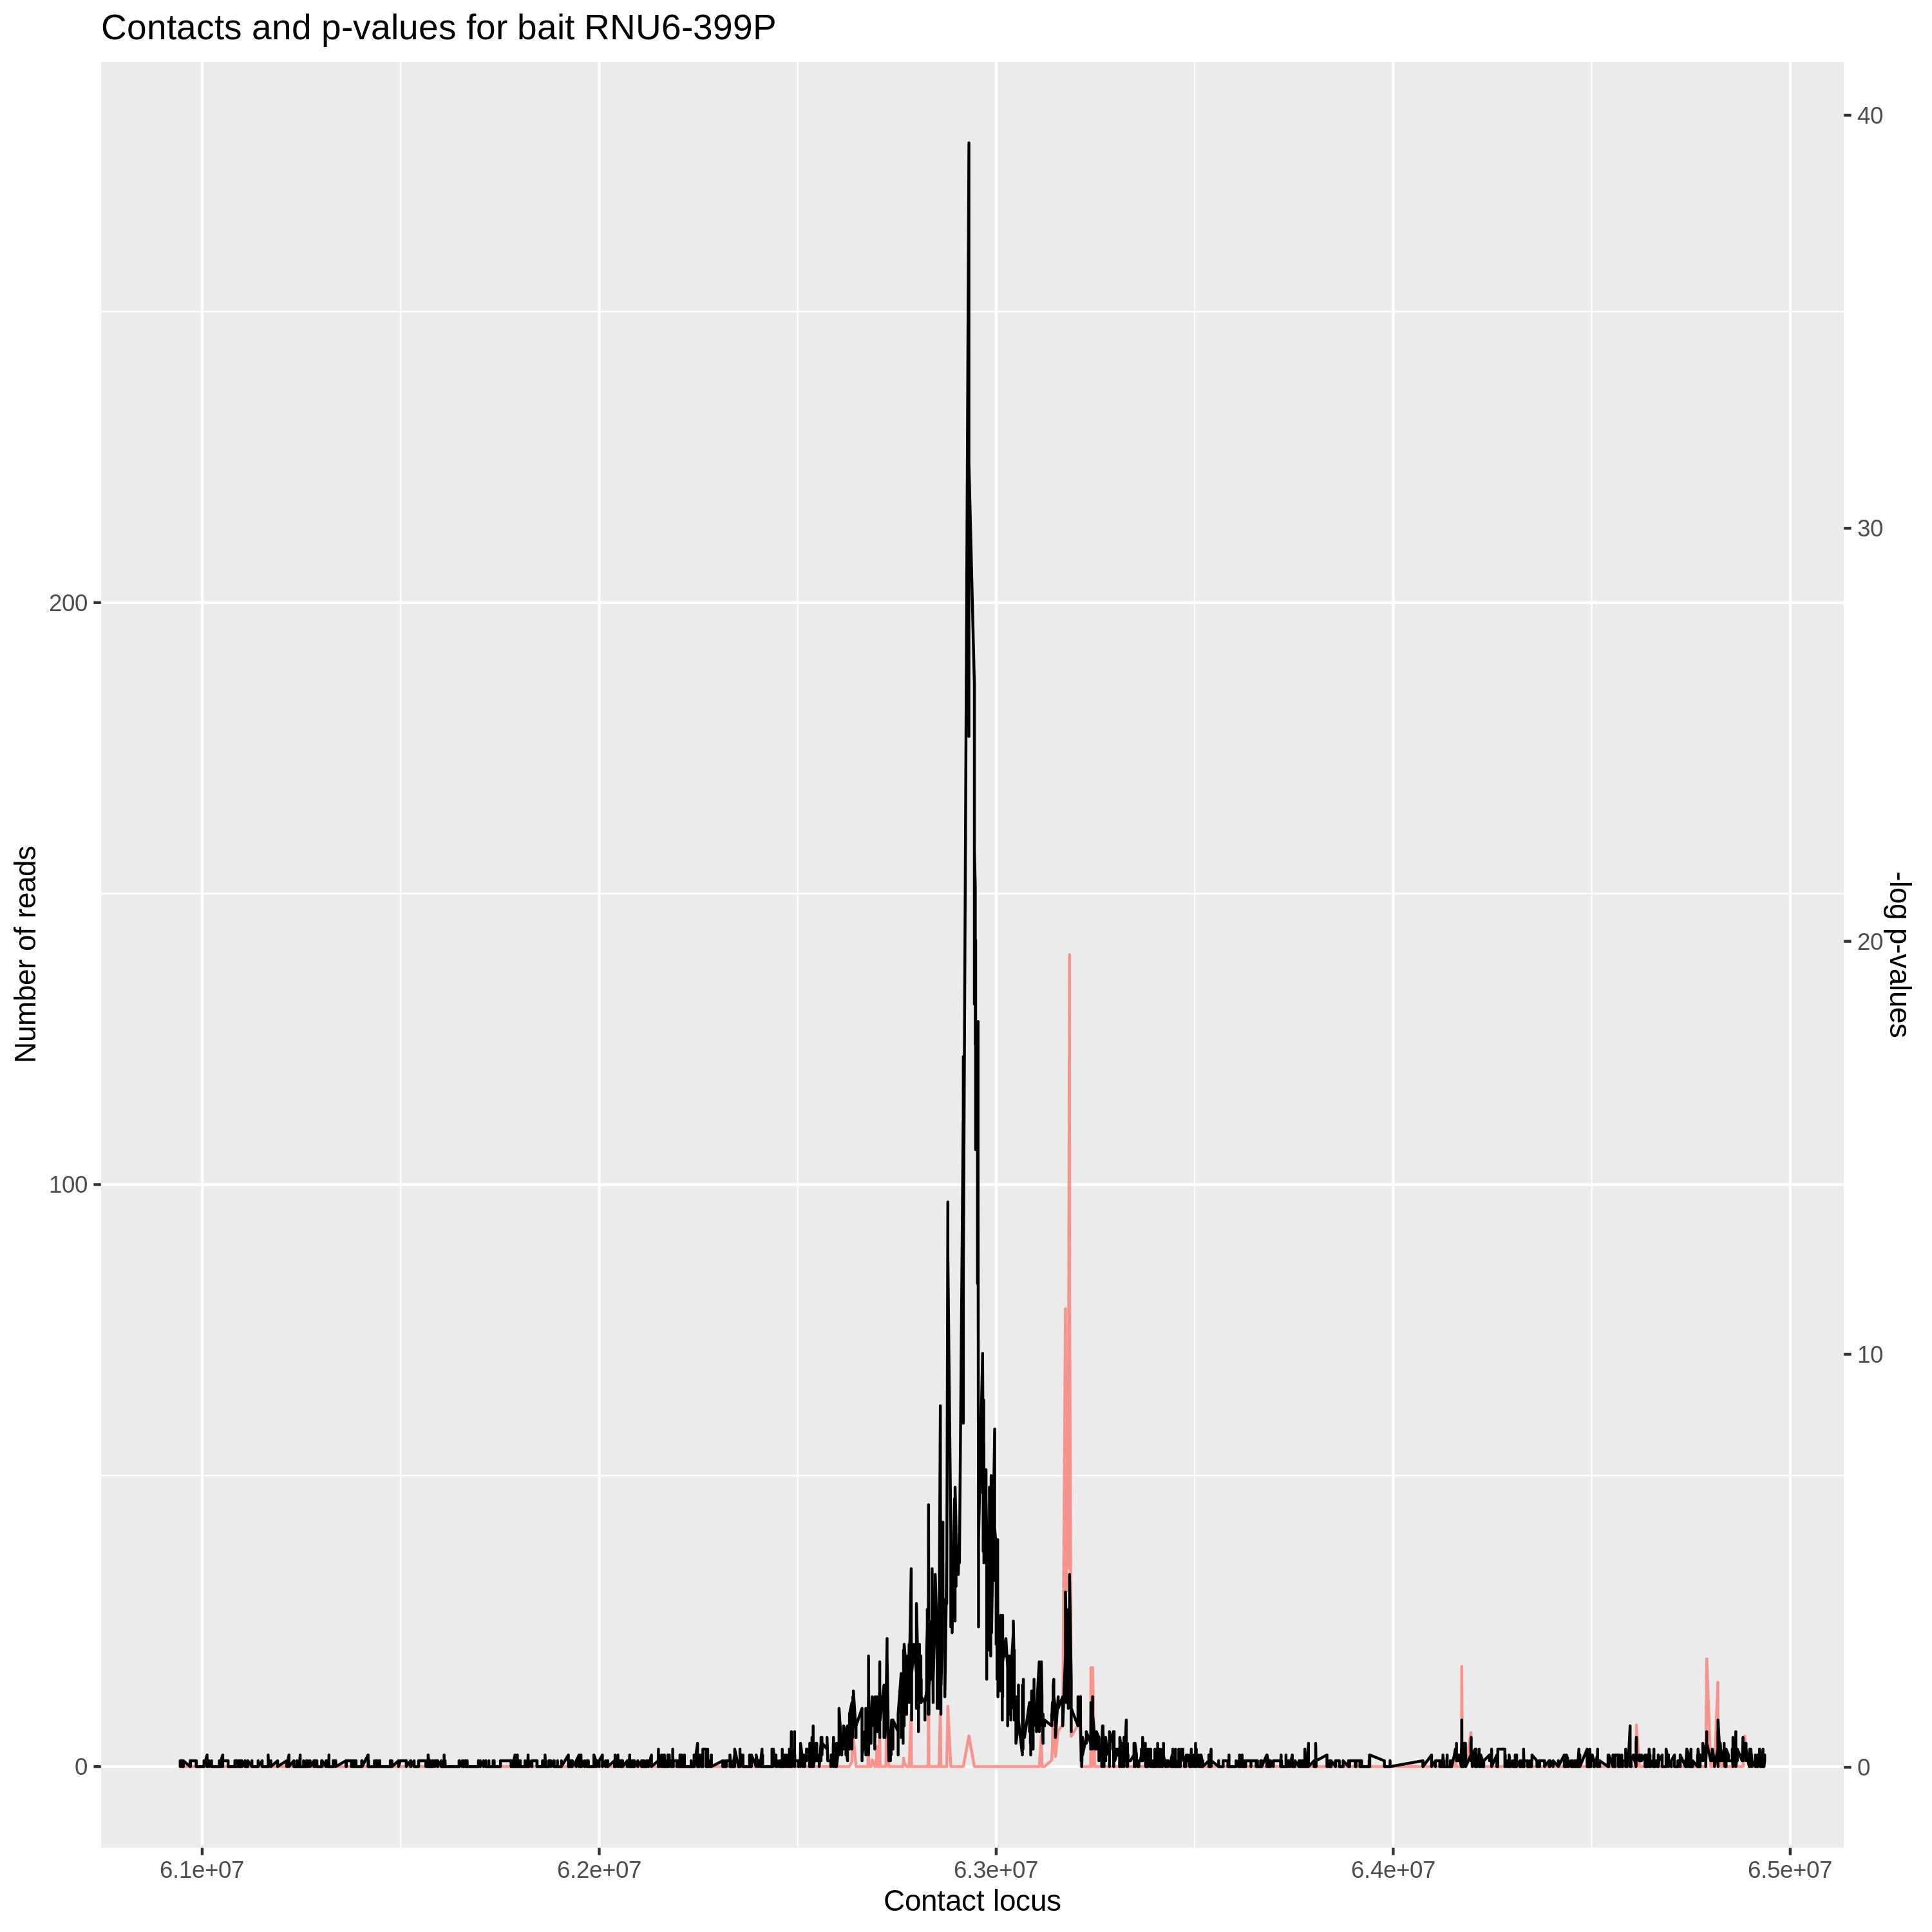 Contacts and p-values for bait RNU6-399P
40
30
200
Number of reads
-log p-values
20
100
10
0
0
6.1e+07
6.2e+07
6.3e+07
6.4e+07
6.5e+07
Contact locus